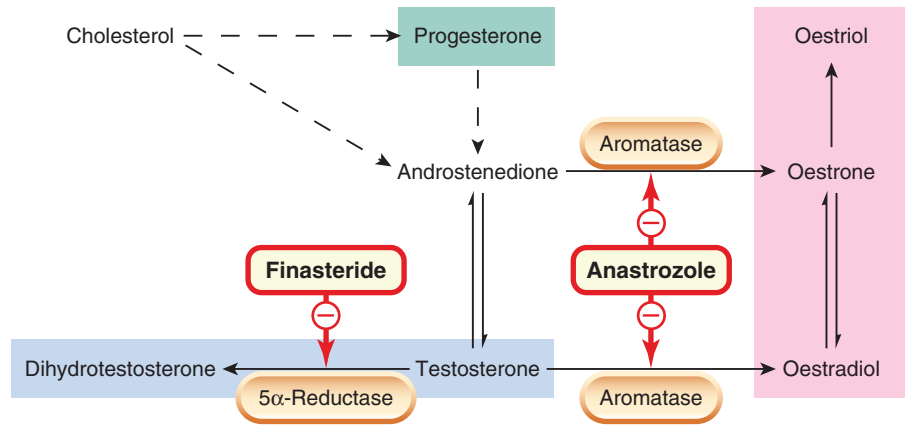 Cholesterol
Progesterone
Oestriol
Aromatase
Androstenedione
Oestrone
Finasteride
Anastrozole
Dihydrotestosterone
Testosterone
Oestradiol
5α-Reductase
Aromatase